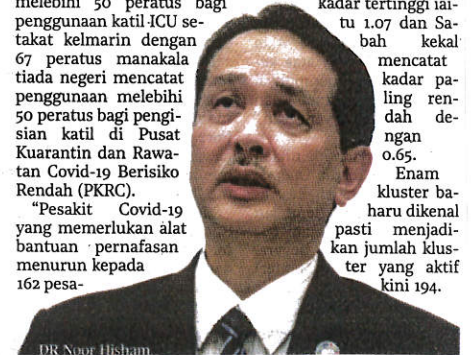 melebihi 50 peratus bagi
penggunaan katil ICU se-
takat kelmarin dengan
67 peratus manakala
tiada negeri mencatat
penggunaan melebihi
50 peratus bagi pengi-
sian katil di Pusat
Kuarantin dan Rawa-
tan Covid-19 Berisiko
Rendah (PKRC).
"Pesakit Covid-19
yang memerlukan alat
bantuan pernafasan
menurun kepada
162 pesa-
kadar tertinggi iai-
tu 1.07 dan Sa-
bah kekal
mencatat
kadar pa-
ling ren-
dah de-
ngan
0.65.
Enam
kluster ba-
haru dikenal
pasti menjadi-
kan jumlah klus-
ter yang aktif
kini 194.
DR Noor Hisham